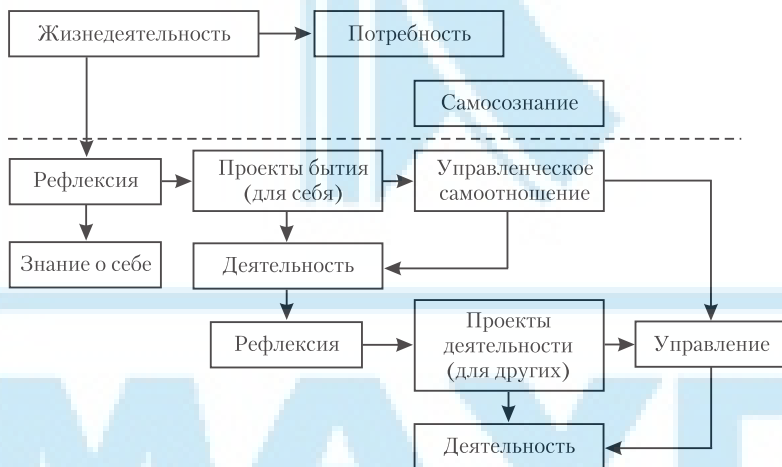 Жизнедеятельность
Потребность
Самосознание
Рефлексия
Проекты бытия
(для себя)
Управленческое
самоотношение
Знание о себе
Деятельность
Рефлексия
Проекты
деятельности
(для других)
Управление
Деятельность